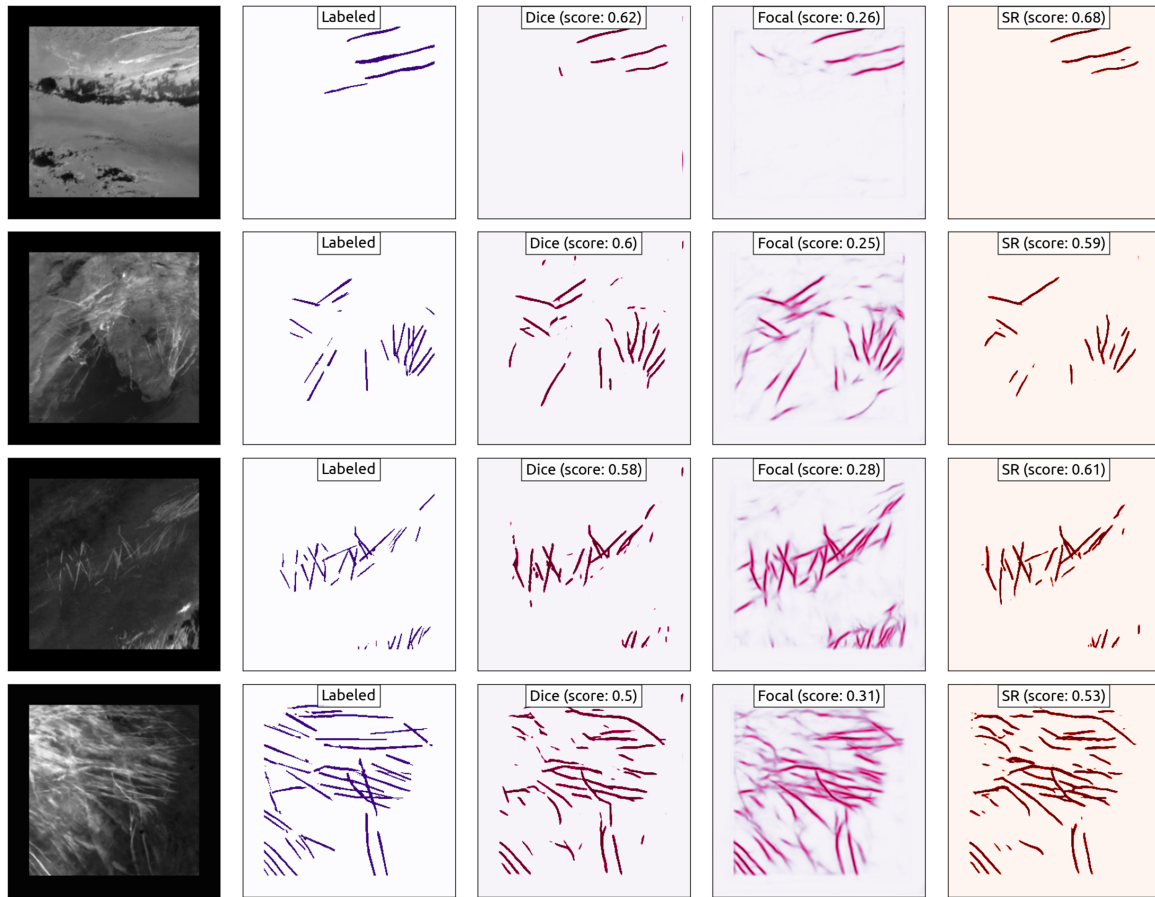 Labeled
Dice (score: 0.62)
Focal (score: 0.26)
SR (score: 0.68)
Labeled
Dice (score: 0.6)
Focal (score: 0.25)
SR (score: 0.59)
Labeled
Dice (score: 0.58)
Focal (score: 0.28)
SR (score: 0.61)
Labeled
Dice (score: 0.5)
Focal (score: 0.31)
SR (score: 0.53)